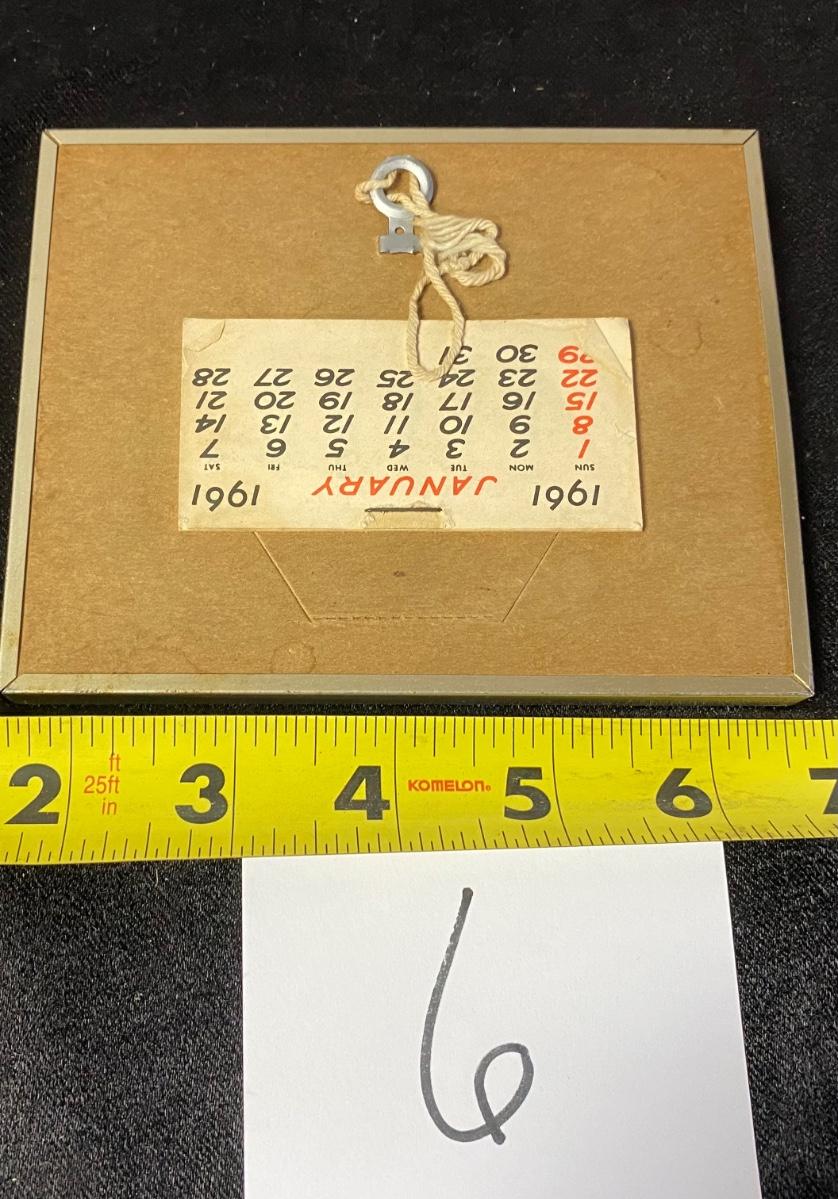 1961 JANUARY 1961
SUN MON TUE WED THU FRI SAT
1 2 3 4 5 6 7
8 9 10 11 12 13 14
15 16 17 18 19 20 21
22 23 24 25 26 27 28
29 30 31
2 ft 25ft in 3 4 KOMELON 5 6 7
6